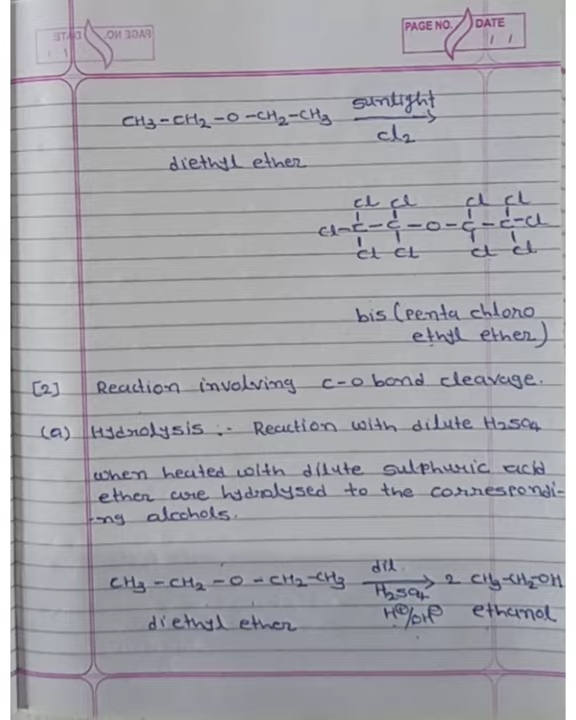 PAGE NO. DATE
PAGE NO. DATE
/ /
CH3-CH2-O-CH2-CH3 sunlight
Cl2
diethyl ether
Cl Cl Cl Cl
Cl-C-C-O-C-C-Cl
Cl Cl Cl Cl
bis (penta chloro
ethyl ether)
[2] Reaction involving C-O bond cleavage.
(a) Hydrolysis :- Reaction with dilute H2SO4
when heated with dilute sulphuric acid
ether are hydrolysed to the correspondi-
-ng alcohols.
CH3-CH2-O-CH2-CH3 dil. → 2 CH3-CH2-OH
H2SO4
diethyl ether H⊕/OH⊖ ethanol